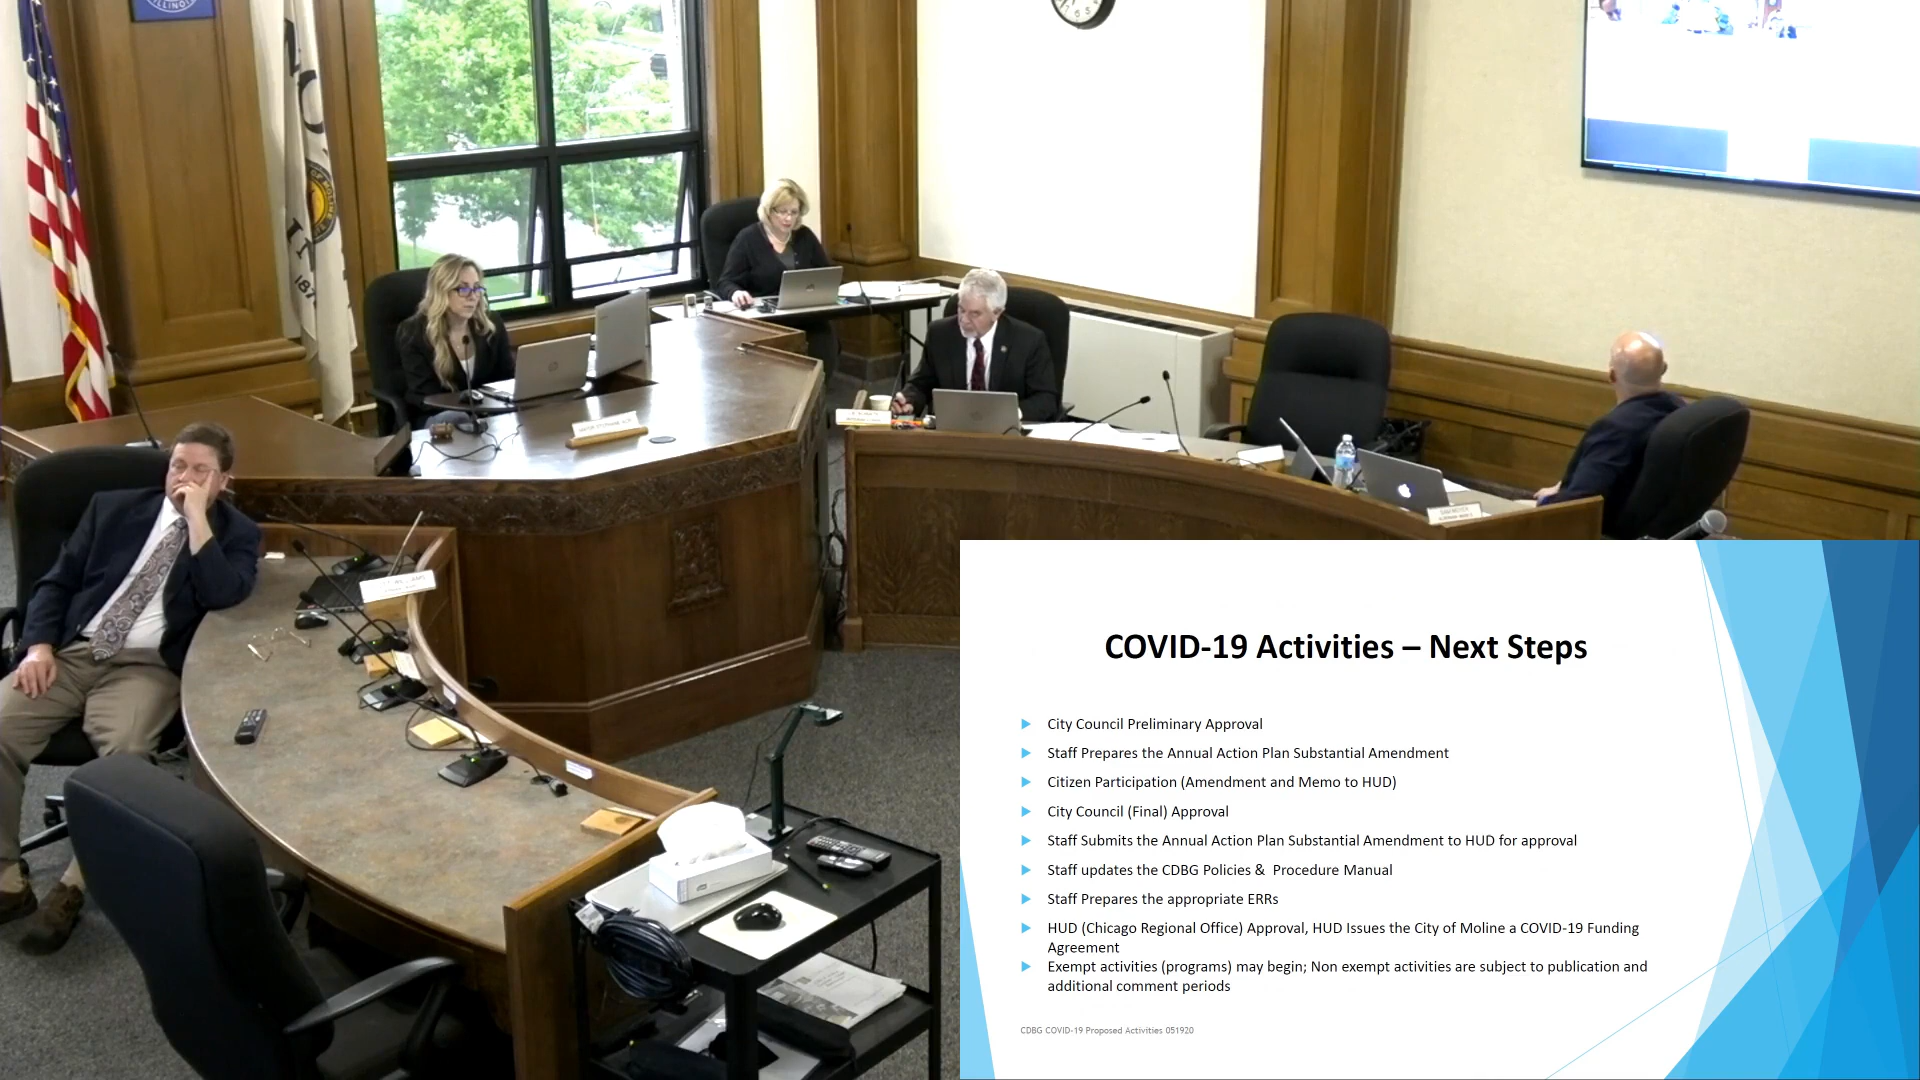 ILLINOIS
187
COVID-19 Activities – Next Steps
City Council Preliminary Approval
Staff Prepares the Annual Action Plan Substantial Amendment
Citizen Participation (Amendment and Memo to HUD)
City Council (Final) Approval
Staff Submits the Annual Action Plan Substantial Amendment to HUD for approval
Staff updates the CDBG Policies & Procedure Manual
Staff Prepares the appropriate ERRs
HUD (Chicago Regional Office) Approval, HUD Issues the City of Moline a COVID-19 Funding
Agreement
Exempt activities (programs) may begin; Non exempt activities are subject to publication and
additional comment periods
CDBG COVID-19 Proposed Activities 051920